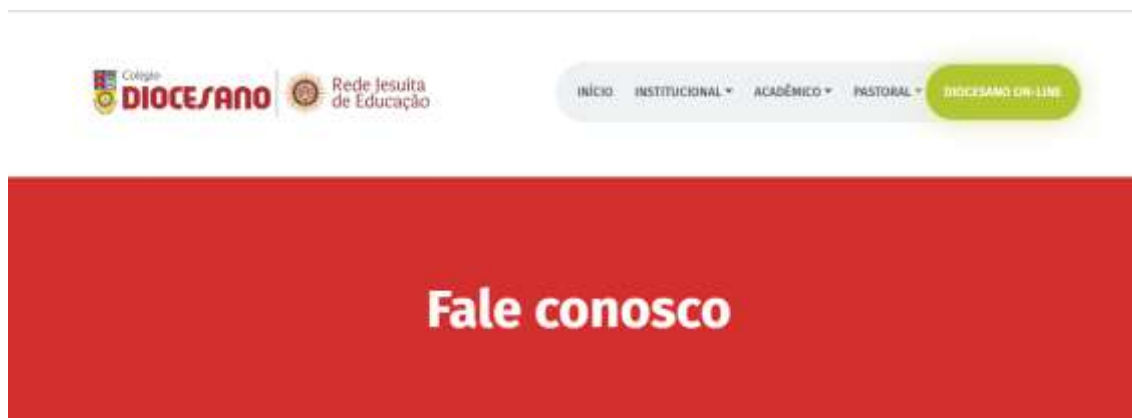 Colégio
DIOCESANO
Rede Jesuíta
de Educação
INÍCIO INSTITUCIONAL ACADÊMICO PASTORAL DIOCESANO ON-LINE
Fale conosco